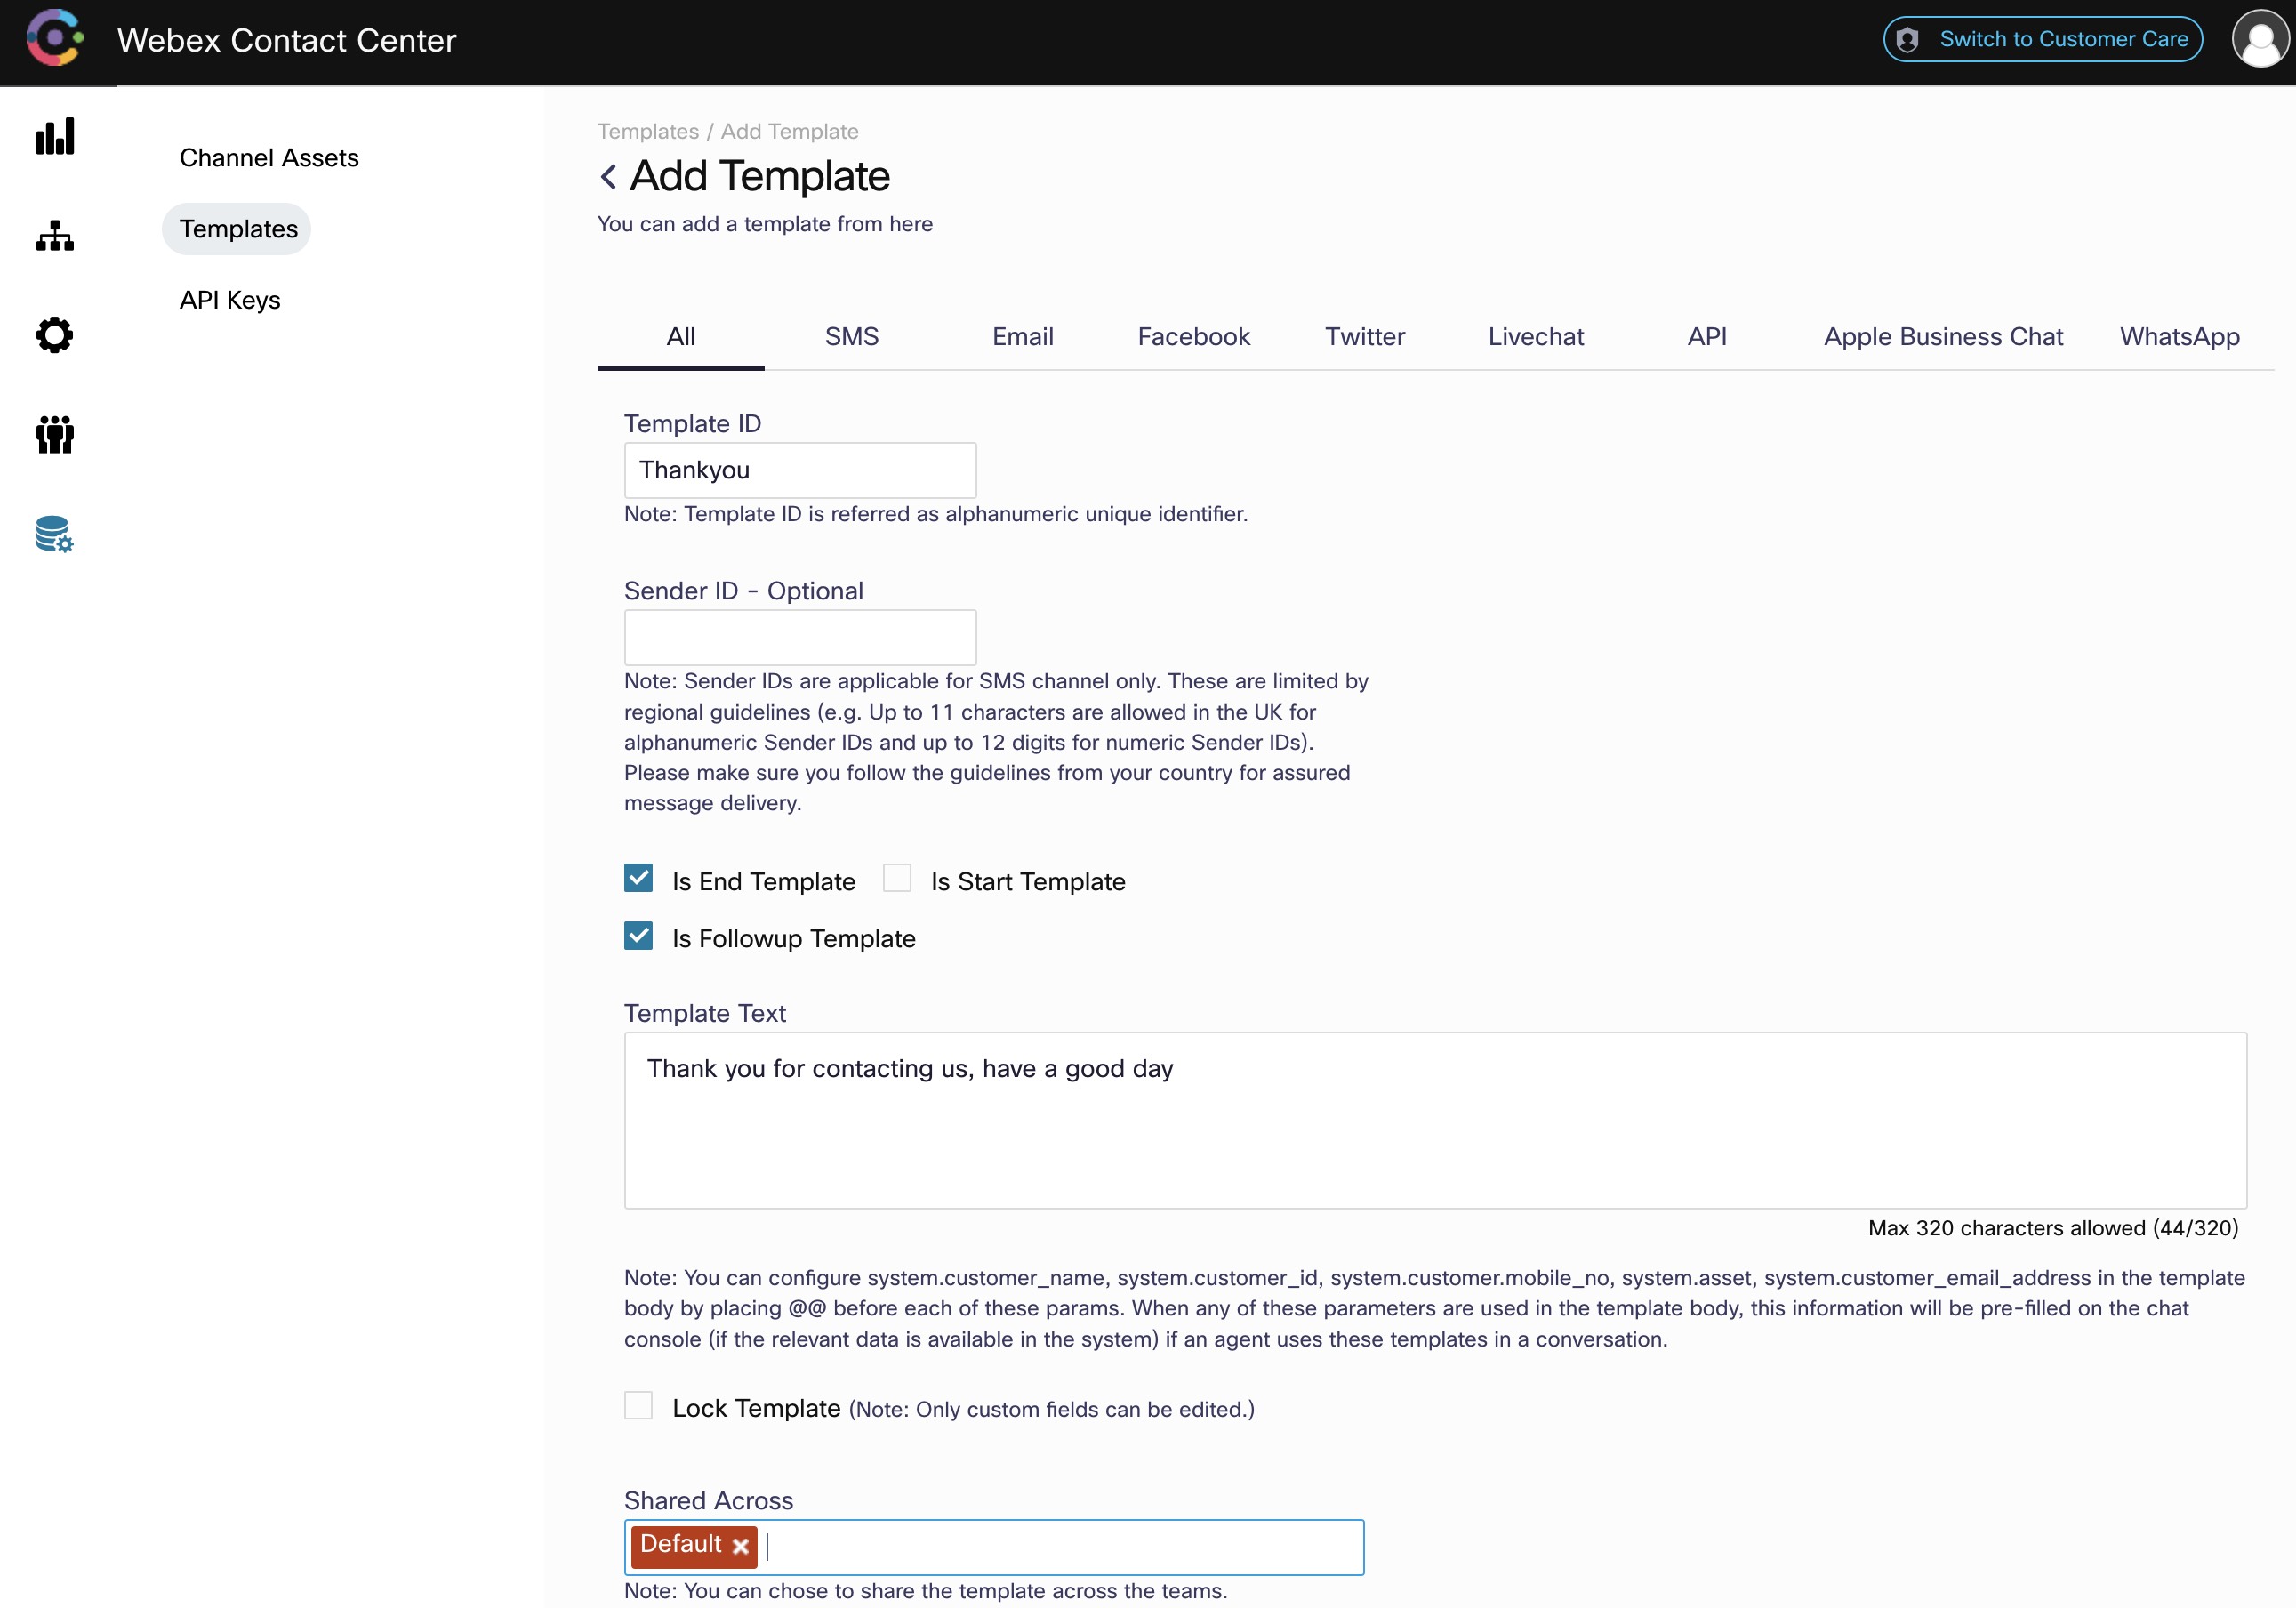 Webex Contact Center
Switch to Customer Care
Channel Assets
Templates
API Keys
Templates / Add Template
Add Template
You can add a template from here
All SMS Email Facebook Twitter Livechat API Apple Business Chat WhatsApp
Template ID
Thankyou
Note: Template ID is referred as alphanumeric unique identifier.
Sender ID - Optional
Note: Sender IDs are applicable for SMS channel only. These are limited by
regional guidelines (e.g. Up to 11 characters are allowed in the UK for
alphanumeric Sender IDs and up to 12 digits for numeric Sender IDs).
Please make sure you follow the guidelines from your country for assured
message delivery.
Is End Template Is Start Template
Is Followup Template
Template Text
Thank you for contacting us, have a good day
Max 320 characters allowed (44/320)
Note: You can configure system.customer_name, system.customer_id, system.customer.mobile_no, system.asset, system.customer_email_address in the template
body by placing @@ before each of these params. When any of these parameters are used in the template body, this information will be pre-filled on the chat
console (if the relevant data is available in the system) if an agent uses these templates in a conversation.
Lock Template (Note: Only custom fields can be edited.)
Shared Across
Default
Note: You can chose to share the template across the teams.